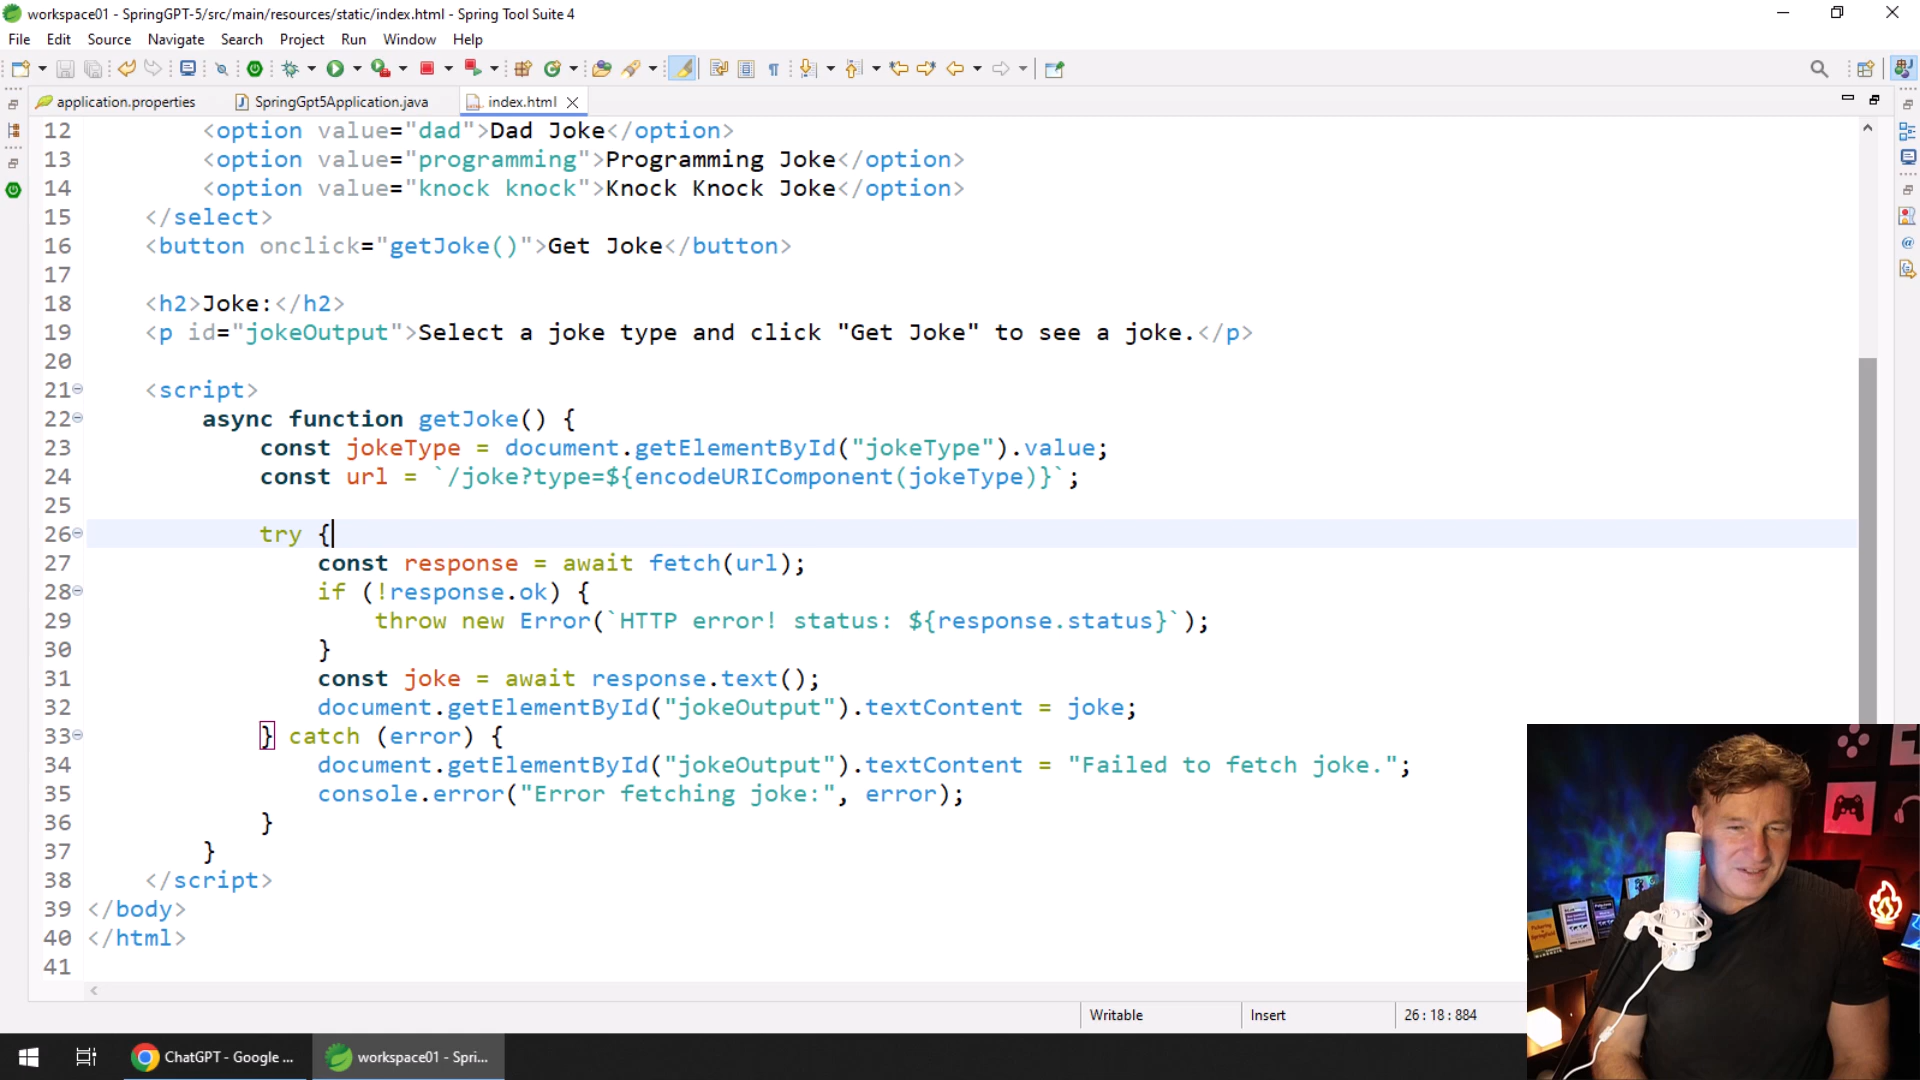 workspace01 - SpringGPT-5/src/main/resources/static/index.html - Spring Tool Suite 4
File Edit Source Navigate Search Project Run Window Help
application.properties SpringGpt5Application.java index.html
12 <option value="dad">Dad Joke</option>
13 <option value="programming">Programming Joke</option>
14 <option value="knock knock">Knock Knock Joke</option>
15 </select>
16 <button onclick="getJoke()">Get Joke</button>
17
18 <h2>Joke:</h2>
19 <p id="jokeOutput">Select a joke type and click "Get Joke" to see a joke.</p>
20
21 <script>
22 async function getJoke() {
23 const jokeType = document.getElementById("jokeType").value;
24 const url = `/joke?type=${encodeURIComponent(jokeType)}`;
25
26 try {
27 const response = await fetch(url);
28 if (!response.ok) {
29 throw new Error(`HTTP error! status: ${response.status}`);
30 }
31 const joke = await response.text();
32 document.getElementById("jokeOutput").textContent = joke;
33 } catch (error) {
34 document.getElementById("jokeOutput").textContent = "Failed to fetch joke.";
35 console.error("Error fetching joke:", error);
36 }
37 }
38 </script>
39 </body>
40 </html>
41
Writable Insert 26 : 18 : 884
ChatGPT - Google ... workspace01 - Spri...